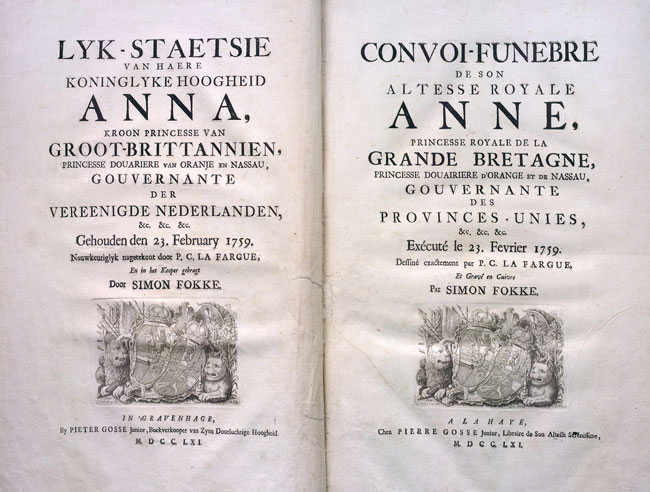 LYK-STAETSIE
VAN HAERE
KONINGLYKE HOOGHEID
ANNA,
KROON PRINCESSE VAN
GROOT-BRITTANNIEN,
PRINCESSE DOUARIERE VAN ORANJE EN NASSAU,
GOUVERNANTE
DER
VEREENIGDE NEDERLANDEN,
&c. &c. &c.
Gehouden den 23. February 1759.
Nauwkeuriglyk nagetekent door P. C. LA FARGUE,
En in het Kooper gebragt
Door SIMON FOKKE.
IN 'SGRAVENHAGE,
By PIETER GOSSE Junior, Boekverkooper van Zyne Doorluchtige Hoogheid.
M. D C C. LXI.
CONVOI-FUNEBRE
DE SON
ALTESSE ROYALE
ANNE,
PRINCESSE ROYALE DE LA
GRANDE BRETAGNE,
PRINCESSE DOUAIRIERE D'ORANGE ET DE NASSAU,
GOUVERNANTE
DES
PROVINCES-UNIES,
&c. &c. &c.
Exécuté le 23. Fevrier 1759.
Dessiné exactement par P. C. LA FARGUE,
Et Gravé en Cuivre
Par SIMON FOKKE.
A LA HAYE,
Chez PIERRE GOSSE Junior, Libraire de Son Altesse Sérénissime,
M. D C C. LXI.